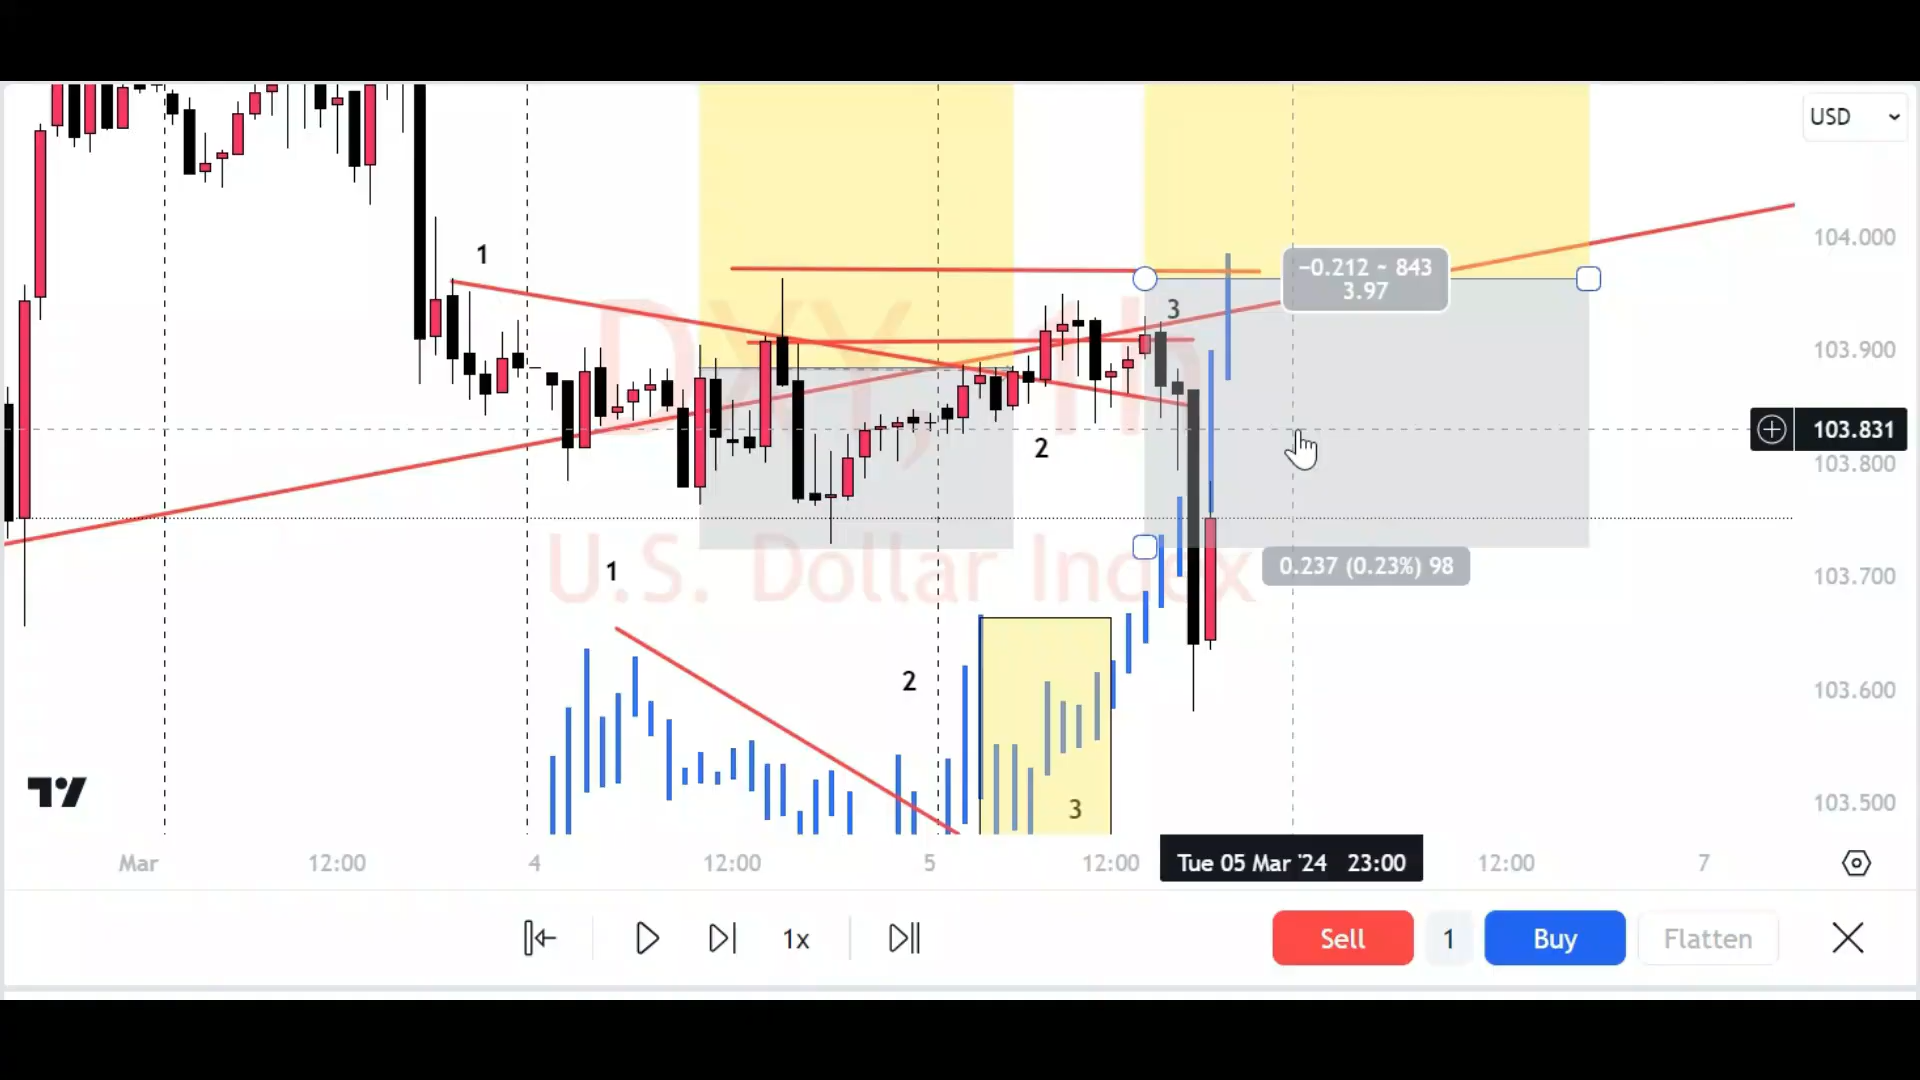 USD
104.000
1
−0.212 ~ 843
3.97
3
103.900
DXY, 1h
103.831
2
103.800
U.S. Dollar Index
0.237 (0.23%) 98
1
103.700
2
103.600
3
103.500
Mar
12:00
4
12:00
5
12:00
Tue 05 Mar '24 23:00
12:00
7
1x
Sell
1
Buy
Flatten